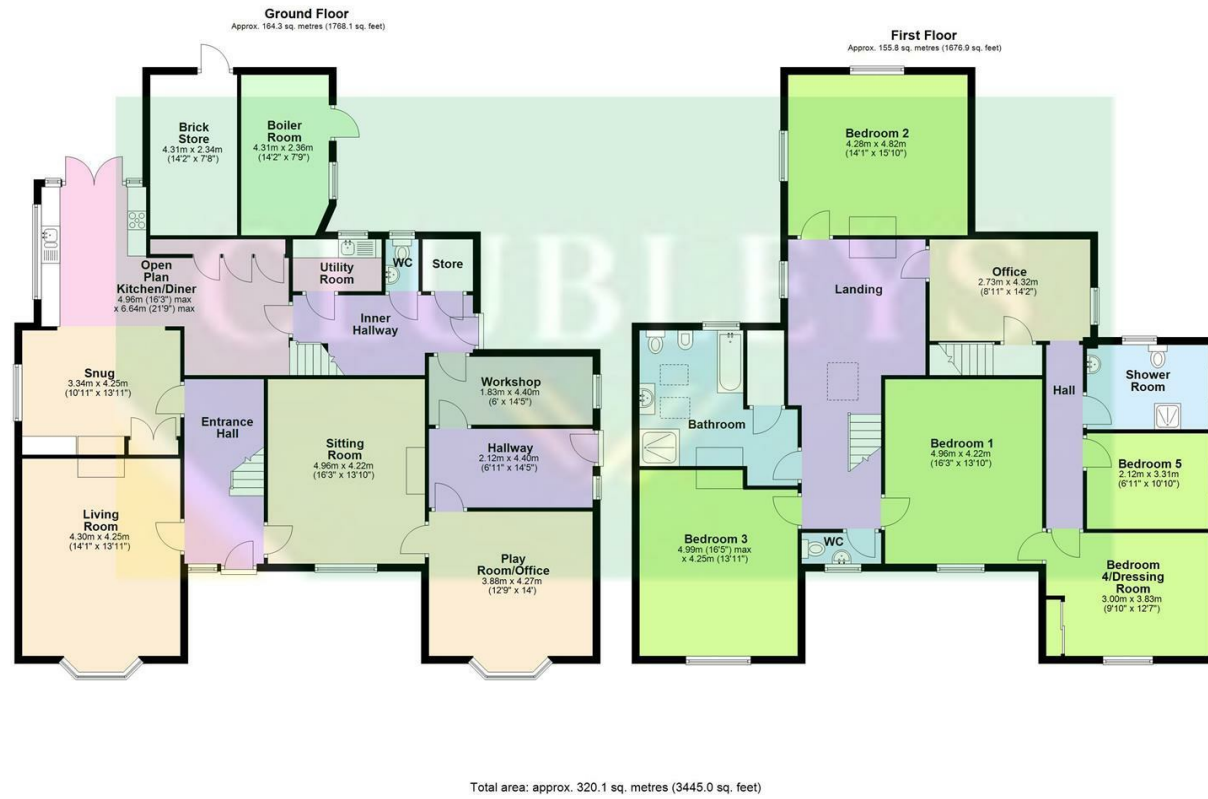 Ground Floor
Approx. 164.3 sq. metres (1768.1 sq. feet)
Brick
Store
4.31m x 2.34m
(14'2" x 7'8")
Boiler
Room
4.31m x 2.36m
(14'2" x 7'9")
Open
Plan
Kitchen/Diner
4.96m (16'3") max
x 6.64m (21'9") max
Utility
Room
WC
Store
Inner
Hallway
Snug
3.34m x 4.25m
(10'11" x 13'11")
Entrance
Hall
Sitting
Room
4.96m x 4.22m
(16'3" x 13'10")
Workshop
1.83m x 4.40m
(6' x 14'5")
Hallway
2.12m x 4.40m
(6'11" x 14'5")
Living
Room
4.30m x 4.25m
(14'1" x 13'11")
Play
Room/Office
3.88m x 4.27m
(12'9" x 14')
First Floor
Approx. 155.8 sq. metres (1676.9 sq. feet)
Bedroom 2
4.28m x 4.82m
(14'1" x 15'10")
Landing
Office
2.73m x 4.32m
(8'11" x 14'2")
Hall
Shower
Room
Bathroom
Bedroom 1
4.96m x 4.22m
(16'3" x 13'10")
Bedroom 5
2.12m x 3.31m
(6'11" x 10'10")
Bedroom 3
4.99m (16'5") max
x 4.25m (13'11")
WC
Bedroom
4/Dressing
Room
3.00m x 3.83m
(9'10" x 12'7")
Total area: approx. 320.1 sq. metres (3445.0 sq. feet)